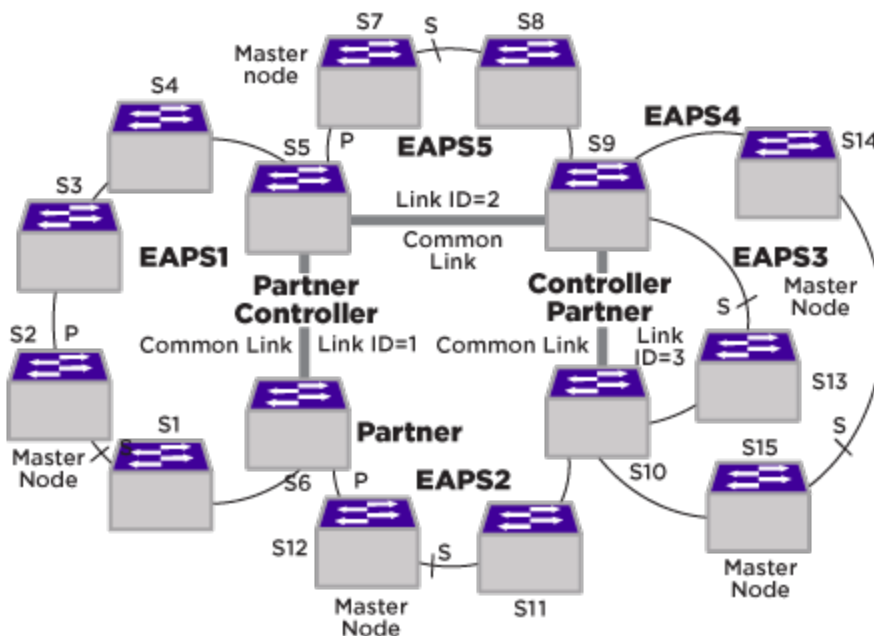 S7
S
S8
Master
node
S4
EAPS4
P
EAPS5
S9
S14
S5
S3
Link ID=2
EAPS1
Common
Link
EAPS3
Partner
Controller
Controller
Partner
Master
Node
S
S2
P
Common Link
Link ID=1
Common Link
Link
ID=3
S13
S1
S
Partner
S
Master
Node
S15
S6
P
EAPS2
S10
S12
S
Master
Node
S11
Master
Node